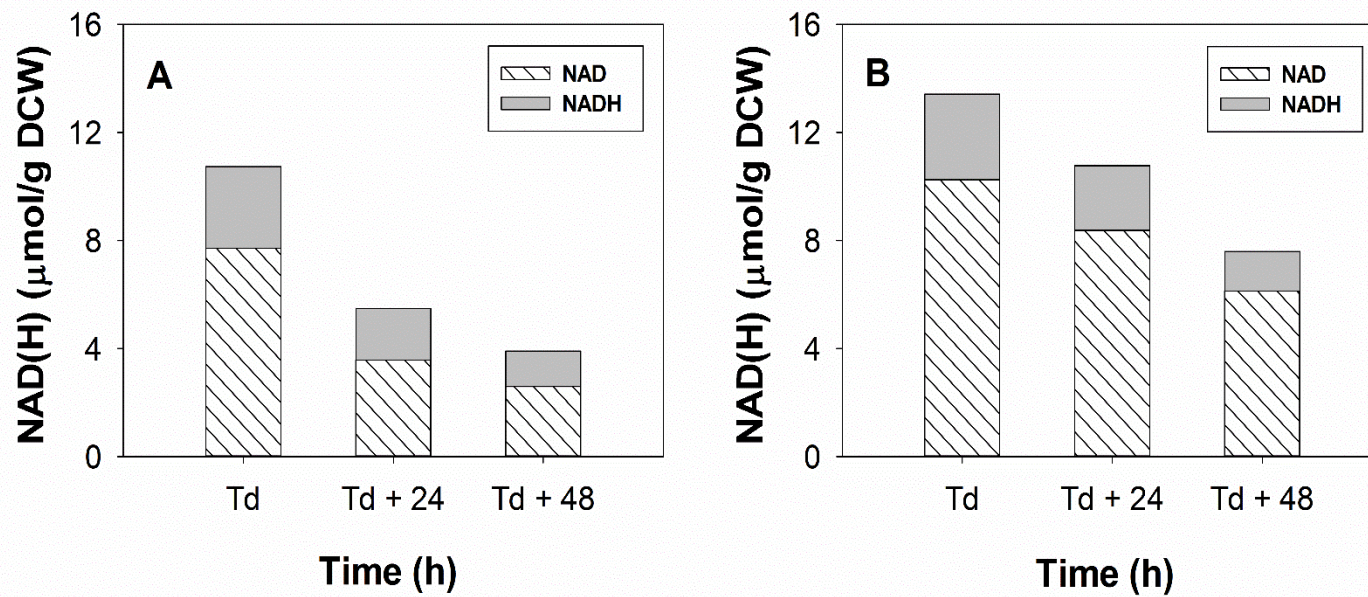 NAD(H) (μmol/g DCW)
16
12
8
4
0
A
NAD
NADH
Td
Td + 24
Td + 48
Time (h)
NAD(H) (μmol/g DCW)
16
12
8
4
0
B
NAD
NADH
Td
Td + 24
Td + 48
Time (h)